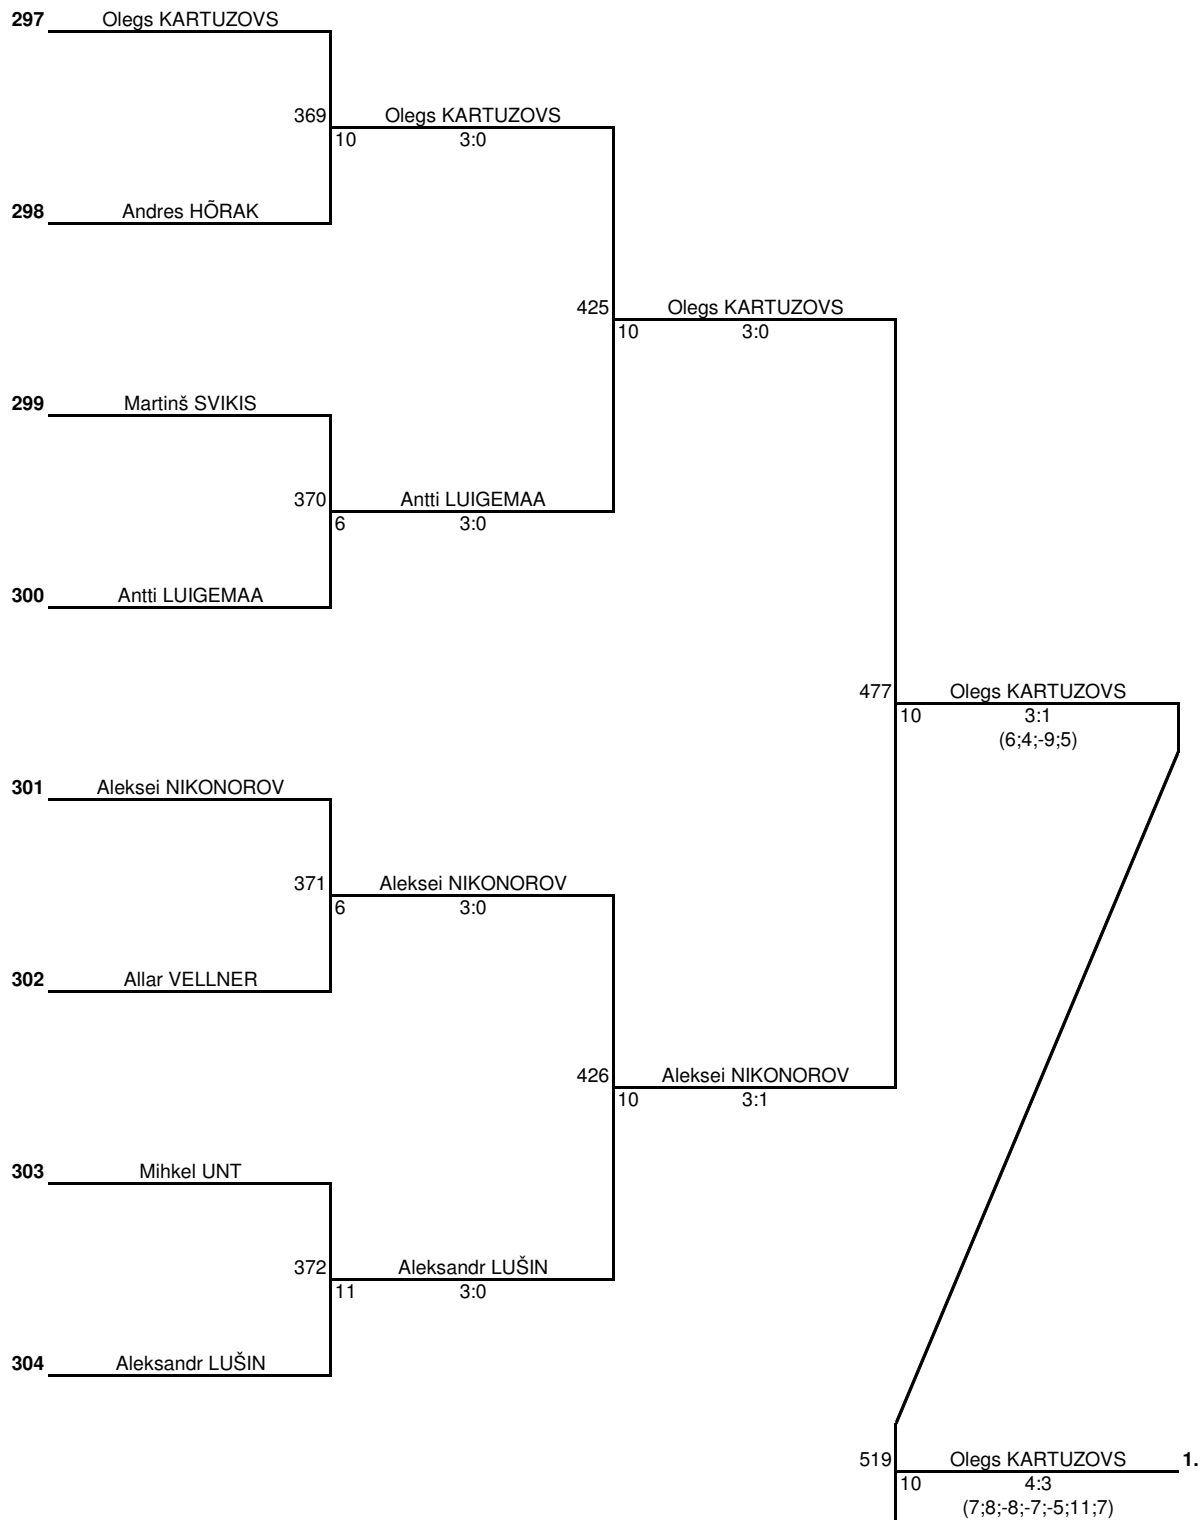 297 Olegs KARTUZOVS
369 Olegs KARTUZOVS
10 3:0
298 Andres HÕRAK
425 Olegs KARTUZOVS
10 3:0
299 Martinš SVIKIS
370 Antti LUIGEMAA
6 3:0
300 Antti LUIGEMAA
477 Olegs KARTUZOVS
10 3:1
(6;4;-9;5)
301 Aleksei NIKONOROV
371 Aleksei NIKONOROV
6 3:0
302 Allar VELLNER
426 Aleksei NIKONOROV
10 3:1
303 Mihkel UNT
372 Aleksandr LUŠIN
11 3:0
304 Aleksandr LUŠIN
519 Olegs KARTUZOVS 1.
10 4:3
(7;8;-8;-7;-5;11;7)